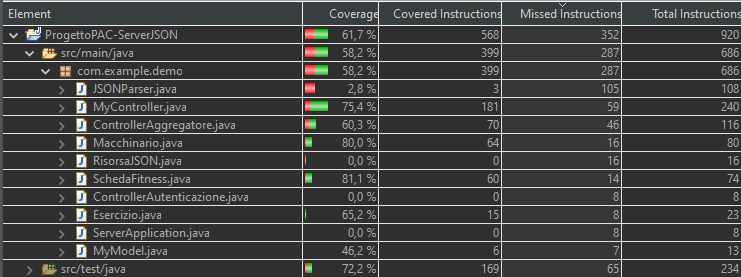 Element Coverage Covered Instructions Missed Instructions Total Instructions
ProgettoPAC-ServerJSON 61,7 % 568 352 920
src/main/java 58,2 % 399 287 686
com.example.demo 58,2 % 399 287 686
JSONParser.java 2,8 % 3 105 108
MyController.java 75,4 % 181 59 240
ControllerAggregatore.java 60,3 % 70 46 116
Macchinario.java 80,0 % 64 16 80
RisorsaJSON.java 0,0 % 0 16 16
SchedaFitness.java 81,1 % 60 14 74
ControllerAutenticazione.java 0,0 % 0 8 8
Esercizio.java 65,2 % 15 8 23
ServerApplication.java 0,0 % 0 8 8
MyModel.java 46,2 % 6 7 13
src/test/java 72,2 % 169 65 234